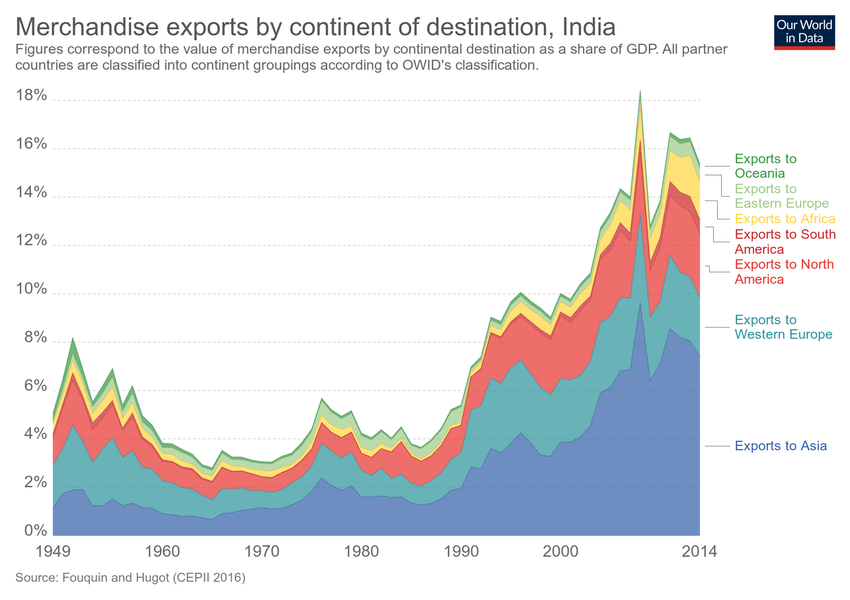 Merchandise exports by continent of destination, India
Our World
in Data
Figures correspond to the value of merchandise exports by continental destination as a share of GDP. All partner
countries are classified into continent groupings according to OWID's classification.
18%
16%
14%
12%
10%
8%
6%
4%
2%
0%
Exports to
Oceania
Exports to
Eastern Europe
Exports to Africa
Exports to South
America
Exports to North
America
Exports to
Western Europe
Exports to Asia
1949
1960
1970
1980
1990
2000
2014
Source: Fouquin and Hugot (CEPII 2016)